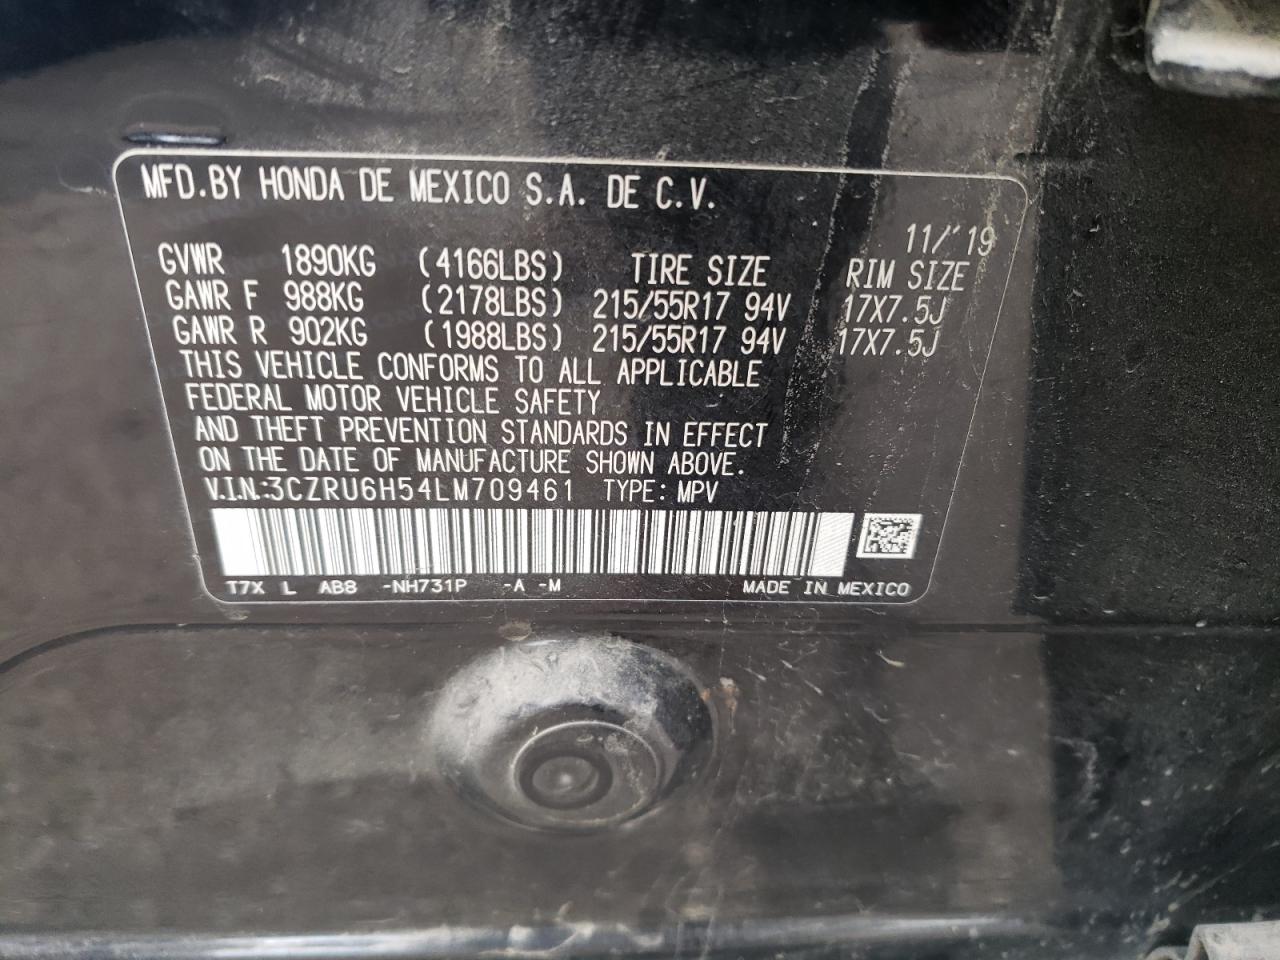 MFD.BY HONDA DE MEXICO S.A. DE C.V.
11/'19
GVWR 1890KG (4166LBS) TIRE SIZE RIM SIZE
GAWR F 988KG (2178LBS) 215/55R17 94V 17X7.5J
GAWR R 902KG (1988LBS) 215/55R17 94V 17X7.5J
THIS VEHICLE CONFORMS TO ALL APPLICABLE
FEDERAL MOTOR VEHICLE SAFETY
AND THEFT PREVENTION STANDARDS IN EFFECT
ON THE DATE OF MANUFACTURE SHOWN ABOVE.
V.I.N.:3CZRU6H54LM709461 TYPE: MPV
T7X L AB8 -NH731P -A -M MADE IN MEXICO